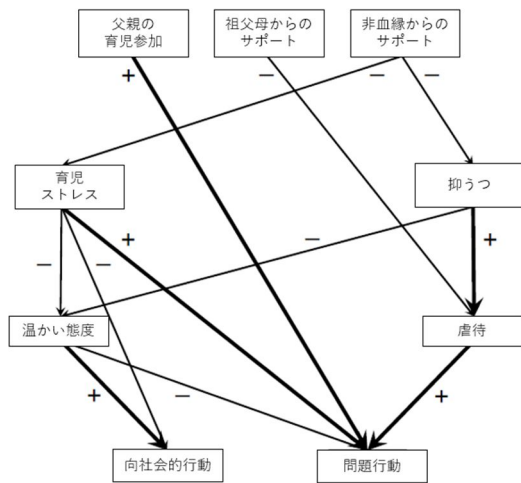 父親の
育児参加
祖父母からの
サポート
非血縁からの
サポート
+
−
−
−
育児
ストレス
抑うつ
−
−
+
−
+
温かい態度
虐待
+
−
+
向社会的行動
問題行動